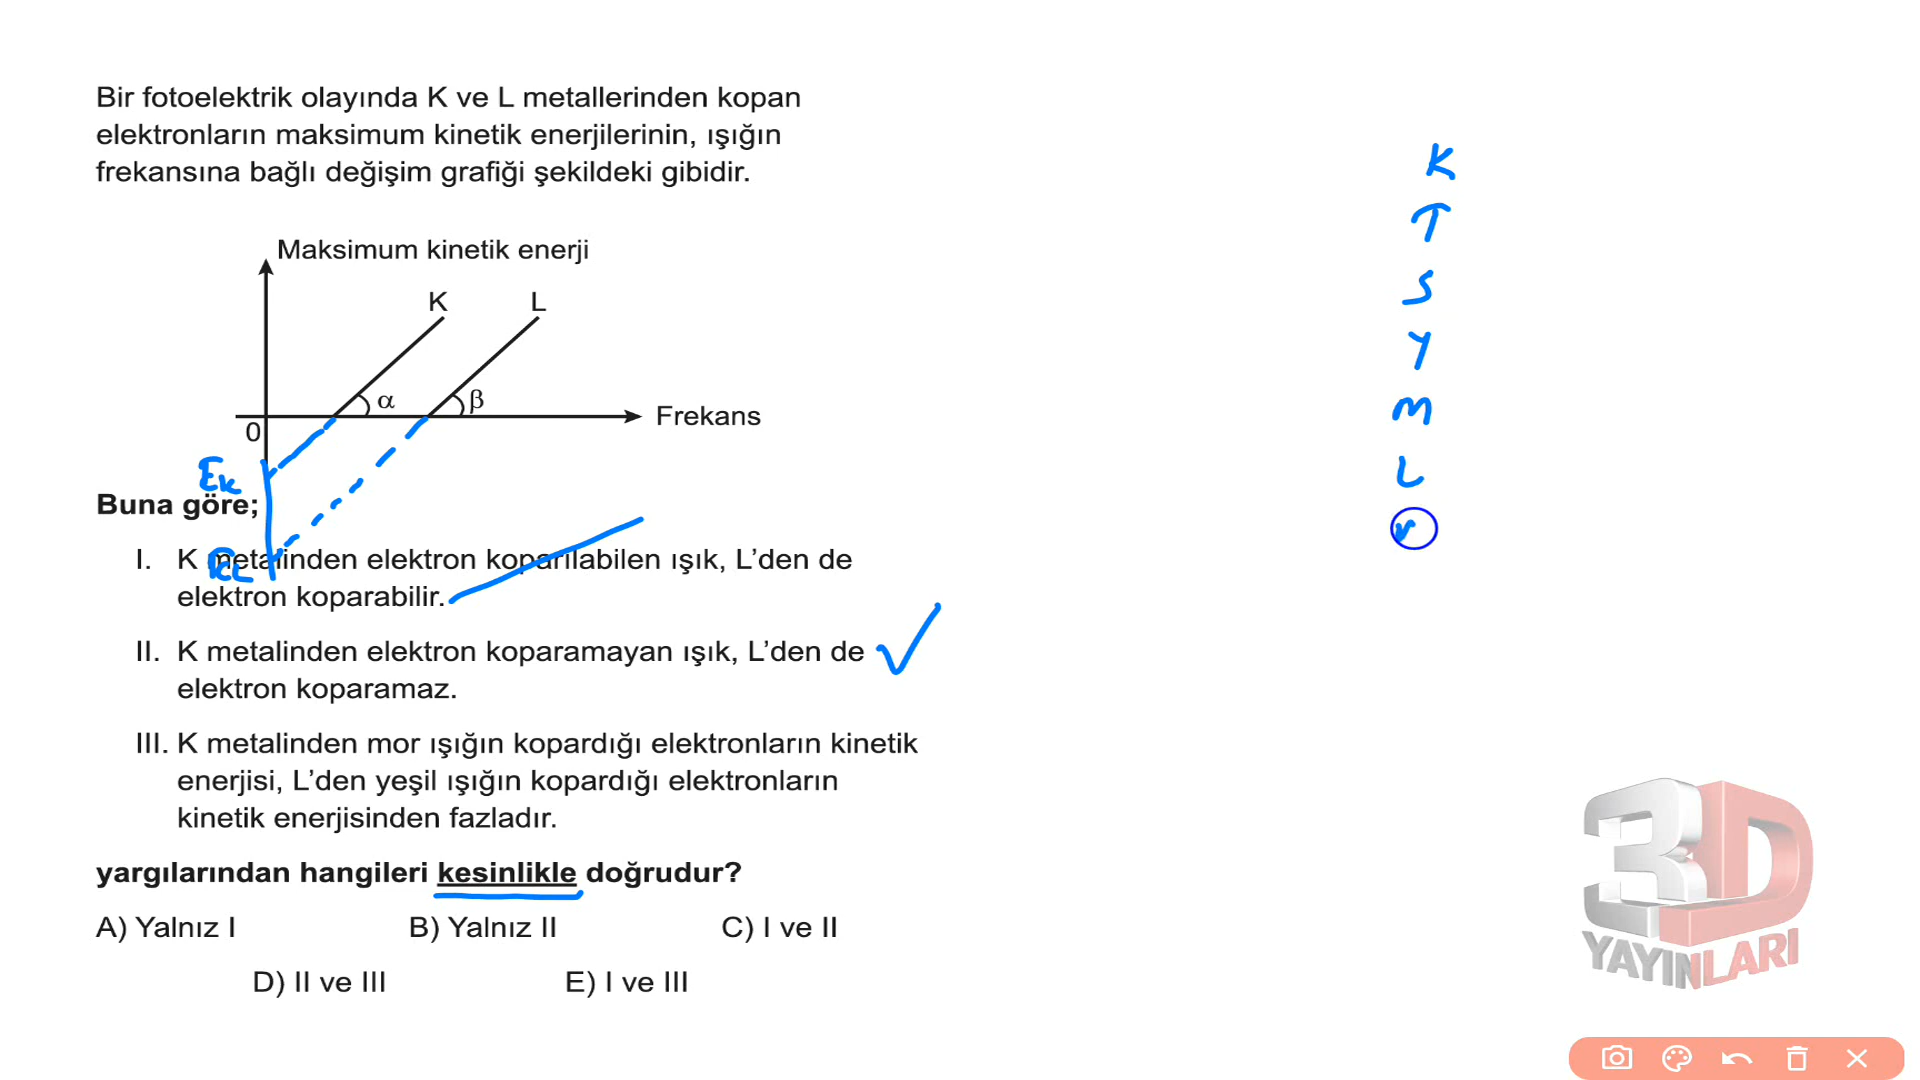 Bir fotoelektrik olayında K ve L metallerinden kopan
elektronların maksimum kinetik enerjilerinin, ışığın
frekansına bağlı değişim grafiği şekildeki gibidir.
Maksimum kinetik enerji
K
L
α
β
Frekans
0
EK
EL
Buna göre;
I. K metalinden elektron koparılabilen ışık, L’den de
elektron koparabilir.
II. K metalinden elektron koparamayan ışık, L’den de
elektron koparamaz.
III. K metalinden mor ışığın kopardığı elektronların kinetik
enerjisi, L’den yeşil ışığın kopardığı elektronların
kinetik enerjisinden fazladır.
yargılarından hangileri kesinlikle doğrudur?
A) Yalnız I
B) Yalnız II
C) I ve II
D) II ve III
E) I ve III
K
T
S
Y
M
L
3D
YAYINLARI